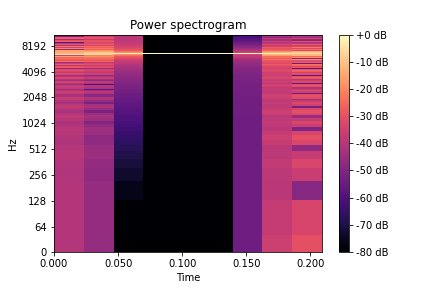 Power spectrogram
Hz
8192
4096
2048
1024
512
256
128
64
0
0.000
0.050
0.100
0.150
0.200
Time
+0 dB
-10 dB
-20 dB
-30 dB
-40 dB
-50 dB
-60 dB
-70 dB
-80 dB